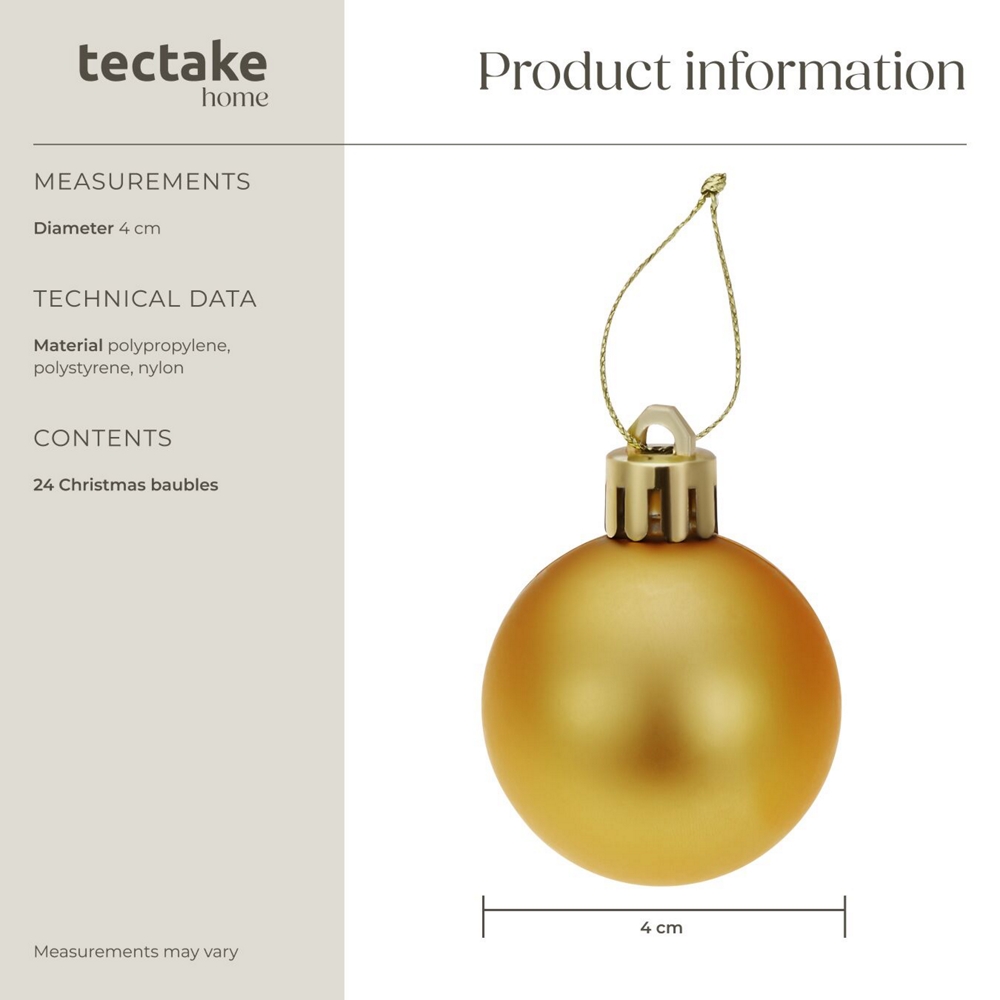 tectake
home
Product information
MEASUREMENTS
Diameter 4 cm
TECHNICAL DATA
Material polypropylene,
polystyrene, nylon
CONTENTS
24 Christmas baubles
4 cm
Measurements may vary